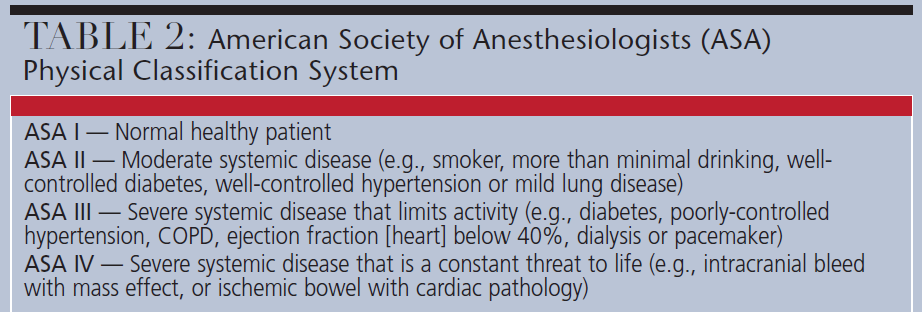 TABLE 2: American Society of Anesthesiologists (ASA)
Physical Classification System
ASA I — Normal healthy patient
ASA II — Moderate systemic disease (e.g., smoker, more than minimal drinking, well-
controlled diabetes, well-controlled hypertension or mild lung disease)
ASA III — Severe systemic disease that limits activity (e.g., diabetes, poorly-controlled
hypertension, COPD, ejection fraction [heart] below 40%, dialysis or pacemaker)
ASA IV — Severe systemic disease that is a constant threat to life (e.g., intracranial bleed
with mass effect, or ischemic bowel with cardiac pathology)